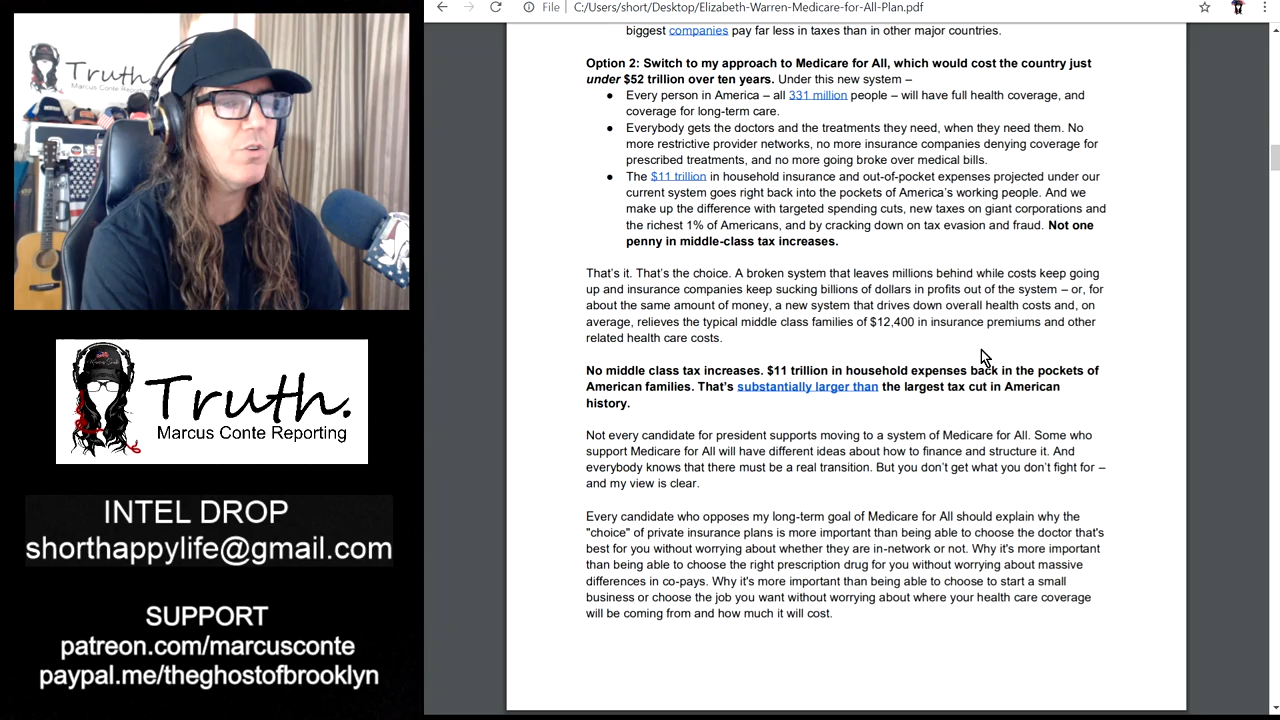 Truth.
Marcus Conte Reporting
Truth.
Marcus Conte Reporting
INTEL DROP
shorthappylife@gmail.com
SUPPORT
patreon.com/marcusconte
paypal.me/theghostofbrooklyn
File | C:/Users/short/Desktop/Elizabeth-Warren-Medicare-for-All-Plan.pdf
biggest companies pay far less in taxes than in other major countries.
Option 2: Switch to my approach to Medicare for All, which would cost the country just
under $52 trillion over ten years. Under this new system –
● Every person in America – all 331 million people – will have full health coverage, and
coverage for long-term care.
● Everybody gets the doctors and the treatments they need, when they need them. No
more restrictive provider networks, no more insurance companies denying coverage for
prescribed treatments, and no more going broke over medical bills.
● The $11 trillion in household insurance and out-of-pocket expenses projected under our
current system goes right back into the pockets of America's working people. And we
make up the difference with targeted spending cuts, new taxes on giant corporations and
the richest 1% of Americans, and by cracking down on tax evasion and fraud. Not one
penny in middle-class tax increases.
That's it. That's the choice. A broken system that leaves millions behind while costs keep going
up and insurance companies keep sucking billions of dollars in profits out of the system – or, for
about the same amount of money, a new system that drives down overall health costs and, on
average, relieves the typical middle class families of $12,400 in insurance premiums and other
related health care costs.
No middle class tax increases. $11 trillion in household expenses back in the pockets of
American families. That's substantially larger than the largest tax cut in American
history.
Not every candidate for president supports moving to a system of Medicare for All. Some who
support Medicare for All will have different ideas about how to finance and structure it. And
everybody knows that there must be a real transition. But you don't get what you don't fight for –
and my view is clear.
Every candidate who opposes my long-term goal of Medicare for All should explain why the
"choice" of private insurance plans is more important than being able to choose the doctor that's
best for you without worrying about whether they are in-network or not. Why it's more important
than being able to choose the right prescription drug for you without worrying about massive
differences in co-pays. Why it's more important than being able to choose to start a small
business or choose the job you want without worrying about where your health care coverage
will be coming from and how much it will cost.